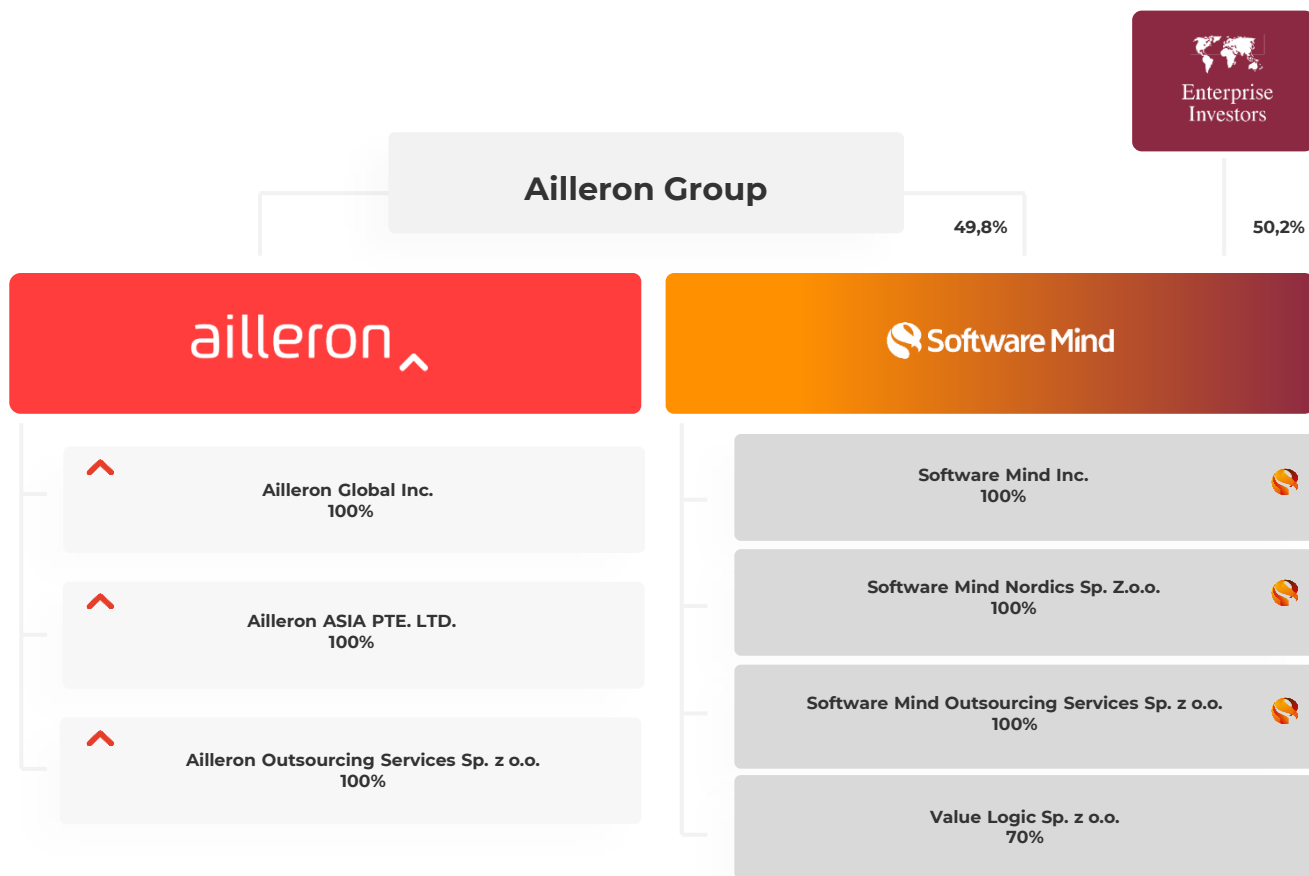 Enterprise
Investors
Ailleron Group
49,8%
50,2%
ailleron
Software Mind
Ailleron Global Inc.
100%
Ailleron ASIA PTE. LTD.
100%
Ailleron Outsourcing Services Sp. z o.o.
100%
Software Mind Inc.
100%
Software Mind Nordics Sp. Z.o.o.
100%
Software Mind Outsourcing Services Sp. z o.o.
100%
Value Logic Sp. z o.o.
70%